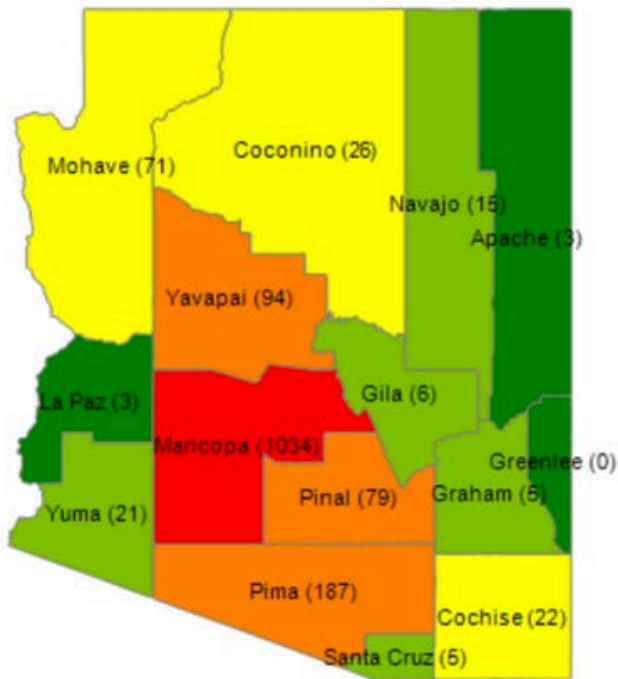 Coconino (26)
Mohave (71)
Navajo (15)
Apache (3)
Yavapai (94)
Gila (6)
La Paz (3)
Maricopa (1034)
Greenlee (0)
Pinal (79)
Graham (5)
Yuma (21)
Pima (187)
Cochise (22)
Santa Cruz (5)